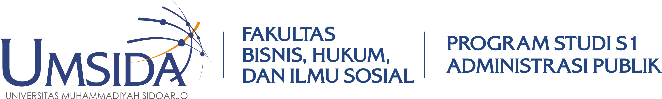 UMSIDA
UNIVERSITAS MUHAMMADIYAH SIDOARJO
FAKULTAS
BISNIS, HUKUM,
DAN ILMU SOSIAL
PROGRAM STUDI S1
ADMINISTRASI PUBLIK